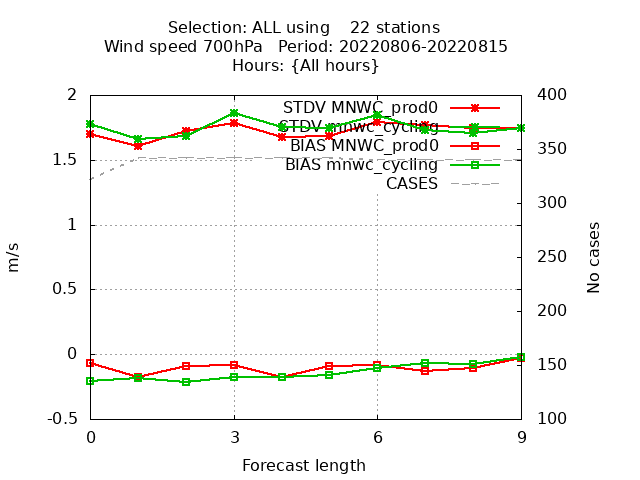 Selection: ALL using    22 stations
Wind speed 700hPa   Period: 20220806-20220815
Hours: {All hours}
2
1.5
1
0.5
0
-0.5
m/s
400
350
300
250
200
150
100
No cases
STDV MNWC_prod0
STDV mnwc_cycling
BIAS MNWC_prod0
BIAS mnwc_cycling
CASES
0
3
6
9
Forecast length